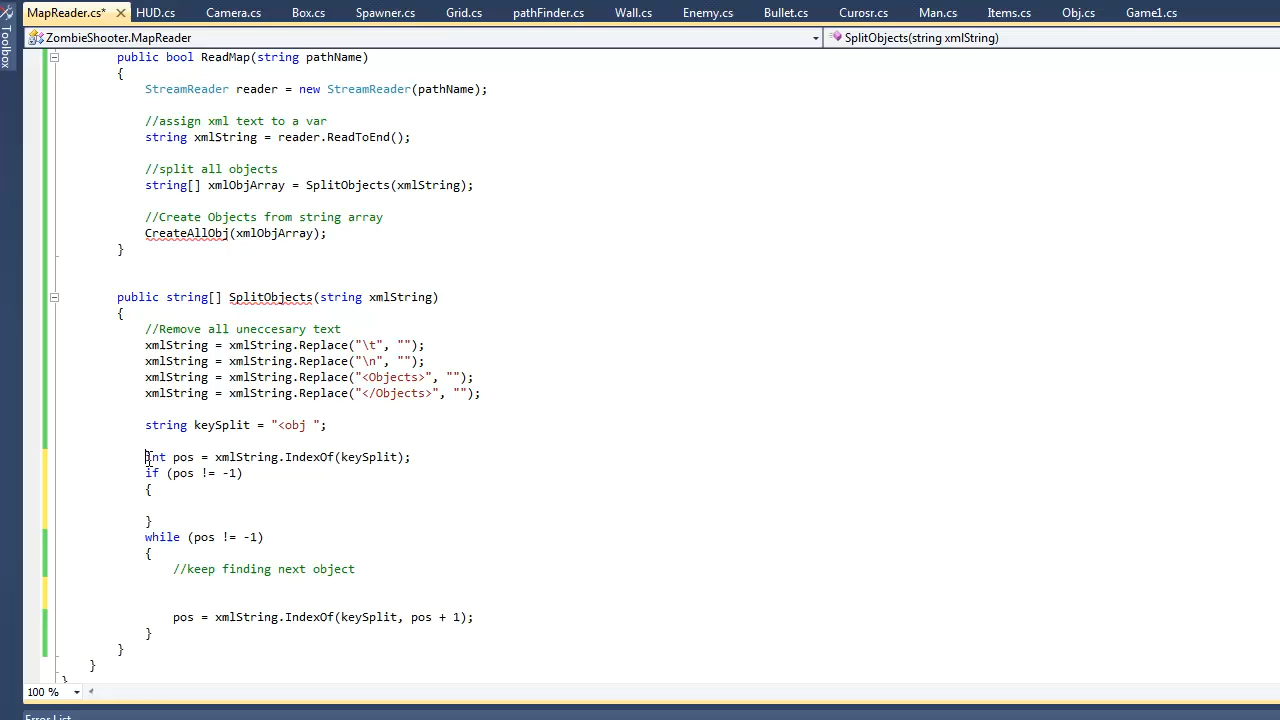 MapReader.cs* HUD.cs Camera.cs Box.cs Spawner.cs Grid.cs pathFinder.cs Wall.cs Enemy.cs Bullet.cs Curosr.cs Man.cs Items.cs Obj.cs Game1.cs
Toolbox
ZombieShooter.MapReader SplitObjects(string xmlString)
public bool ReadMap(string pathName)
{
StreamReader reader = new StreamReader(pathName);
//assign xml text to a var
string xmlString = reader.ReadToEnd();
//split all objects
string[] xmlObjArray = SplitObjects(xmlString);
//Create Objects from string array
CreateAllObj(xmlObjArray);
}
public string[] SplitObjects(string xmlString)
{
//Remove all uneccesary text
xmlString = xmlString.Replace("\t", "");
xmlString = xmlString.Replace("\n", "");
xmlString = xmlString.Replace("<Objects>", "");
xmlString = xmlString.Replace("</Objects>", "");
string keySplit = "<obj ";
int pos = xmlString.IndexOf(keySplit);
if (pos != -1)
{
}
while (pos != -1)
{
//keep finding next object
pos = xmlString.IndexOf(keySplit, pos + 1);
}
}
}
}
100 %
Error List